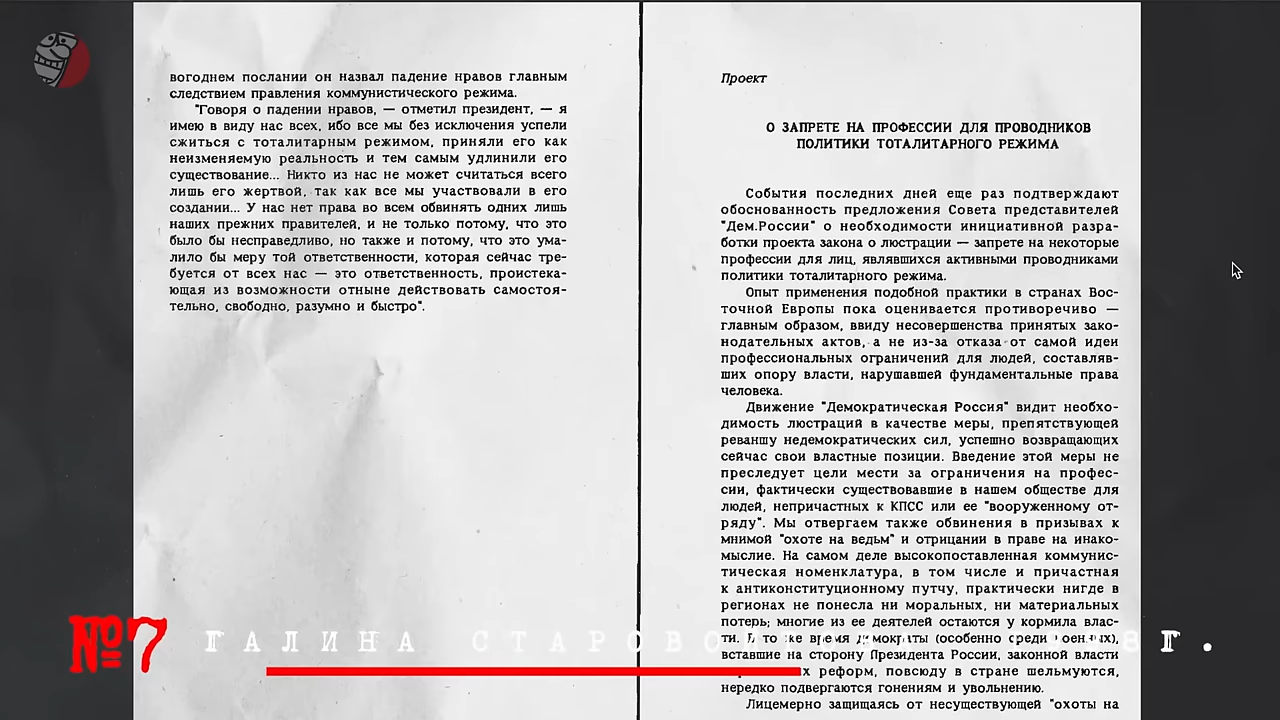 вогоднем послании он назвал падение нравов главным
следствием правления коммунистического режима.
"Говоря о падении нравов, — отметил президент, — я
имею в виду нас всех, ибо все мы без исключения успели
сжиться с тоталитарным режимом, приняли его как
неизменяемую реальность и тем самым удлинили его
существование... Никто из нас не может считаться всего
лишь его жертвой, так как все мы участвовали в его
создании... У нас нет права во всем обвинять одних лишь
наших прежних правителей, и не только потому, что это
было бы несправедливо, но также и потому, что это ума-
лило бы меру той ответственности, которая сейчас тре-
буется от всех нас — это ответственность, проистека-
ющая из возможности отныне действовать самостоя-
тельно, свободно, разумно и быстро".
Проект
О ЗАПРЕТЕ НА ПРОФЕССИИ ДЛЯ ПРОВОДНИКОВ
ПОЛИТИКИ ТОТАЛИТАРНОГО РЕЖИМА
События последних дней еще раз подтверждают
обоснованность предложения Совета представителей
"Дем.России" о необходимости инициативной разра-
ботки проекта закона о люстрации — запрете на некоторые
профессии для лиц, являвшихся активными проводниками
политики тоталитарного режима.
Опыт применения подобной практики в странах Вос-
точной Европы пока оценивается противоречиво —
главным образом, ввиду несовершенства принятых зако-
нодательных актов, а не из-за отказа от самой идеи
профессиональных ограничений для людей, составляв-
ших опору власти, нарушавшей фундаментальные права
человека.
Движение "Демократическая Россия" видит необхо-
димость люстраций в качестве меры, препятствующей
реваншу недемократических сил, успешно возвращающих
сейчас свои властные позиции. Введение этой меры не
преследует цели мести за ограничения на профес-
сии, фактически существовавшие в нашем обществе для
людей, непричастных к КПСС или ее "вооруженному от-
ряду". Мы отвергаем также обвинения в призывах к
мнимой "охоте на ведьм" и отрицании в праве на инако-
мыслие. На самом деле высокопоставленная коммунис-
тическая номенклатура, в том числе и причастная
к антиконституционному путчу, практически нигде в
регионах не понесла ни моральных, ни материальных
потерь; многие из ее деятелей остаются у кормила влас-
ти. В то же время демократы (особенно среди военных),
вставшие на сторону Президента России, законной власти
реформ, повсюду в стране шельмуются,
нередко подвергаются гонениям и увольнению.
Лицемерно защищаясь от несуществующей "охоты на
№7 ГАЛИНА